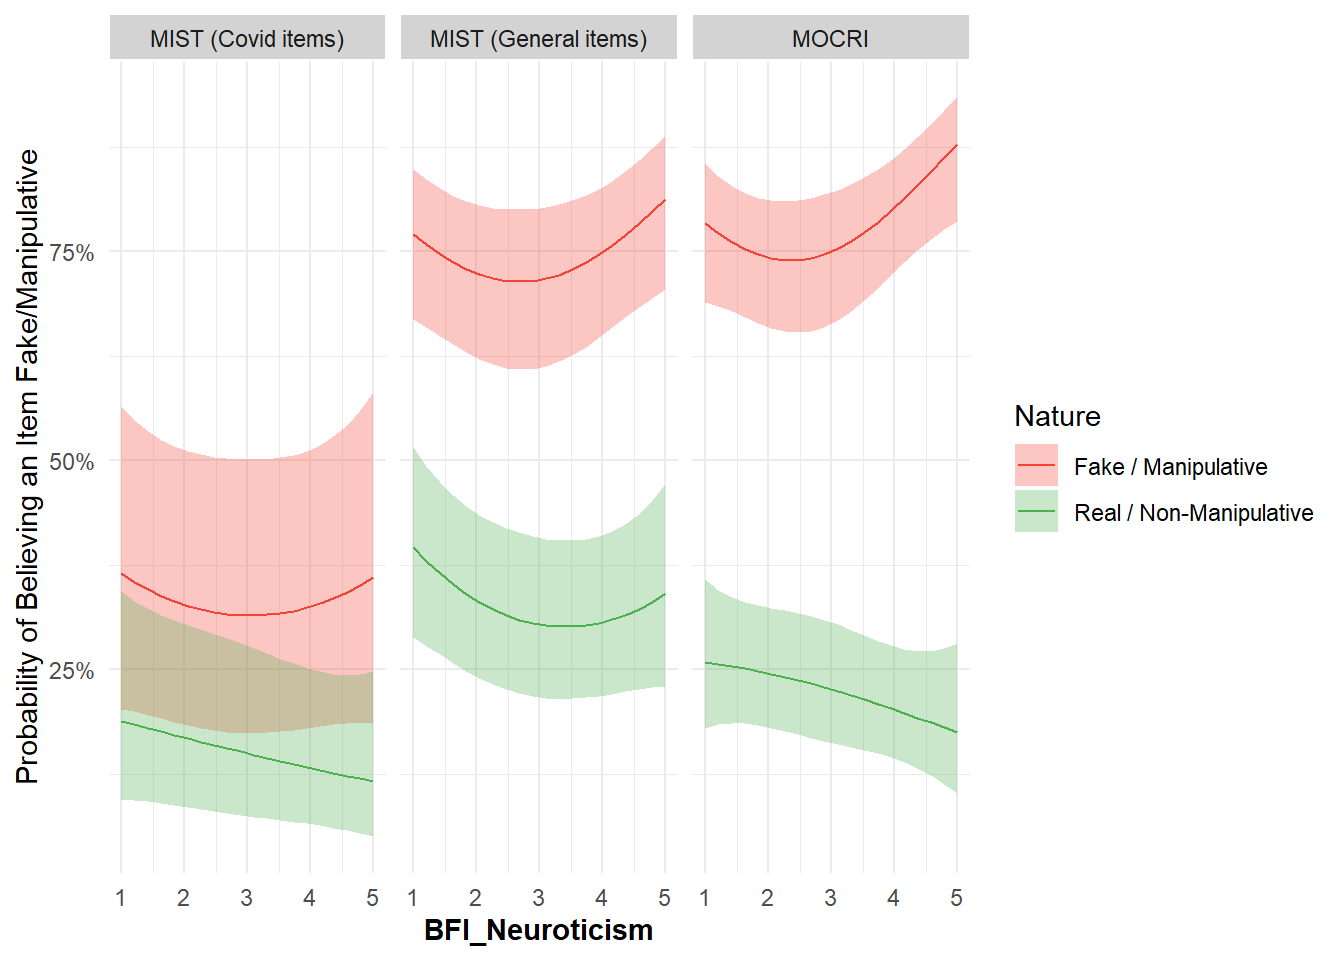 MIST (Covid items)
MIST (General items)
MOCRI
Probability of Believing an Item Fake/Manipulative
75%
50%
25%
1 2 3 4 5
1 2 3 4 5
1 2 3 4 5
BFI_Neuroticism
Nature
Fake / Manipulative
Real / Non-Manipulative